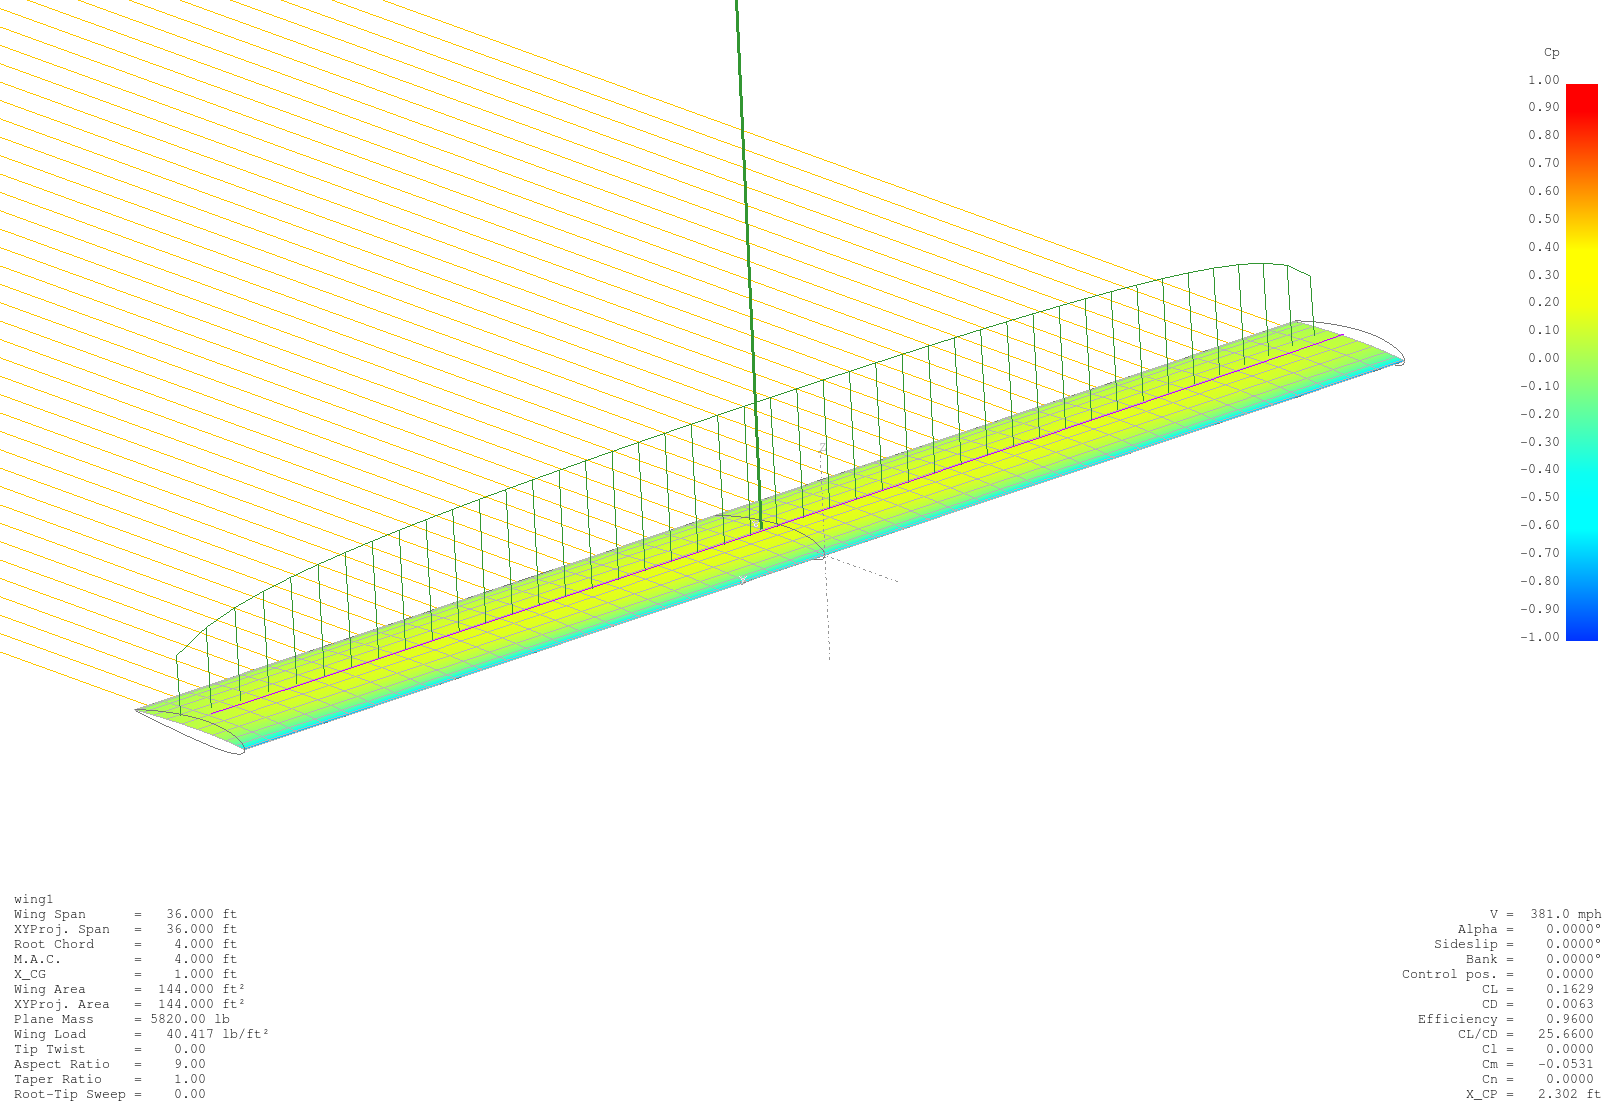 Cp
1.00
0.90
0.80
0.70
0.60
0.50
0.40
0.30
0.20
0.10
0.00
-0.10
-0.20
-0.30
-0.40
-0.50
-0.60
-0.70
-0.80
-0.90
-1.00
Z
Y
wing1
Wing Span = 36.000 ft
XYProj. Span = 36.000 ft
Root Chord = 4.000 ft
M.A.C. = 4.000 ft
X_CG = 1.000 ft
Wing Area = 144.000 ft²
XYProj. Area = 144.000 ft²
Plane Mass = 5820.00 lb
Wing Load = 40.417 lb/ft²
Tip Twist = 0.00
Aspect Ratio = 9.00
Taper Ratio = 1.00
Root-Tip Sweep = 0.00
V = 381.0 mph
Alpha = 0.0000°
Sideslip = 0.0000°
Bank = 0.0000°
Control pos. = 0.0000
CL = 0.1629
CD = 0.0063
Efficiency = 0.9600
CL/CD = 25.6600
Cl = 0.0000
Cm = -0.0531
Cn = 0.0000
X_CP = 2.302 ft